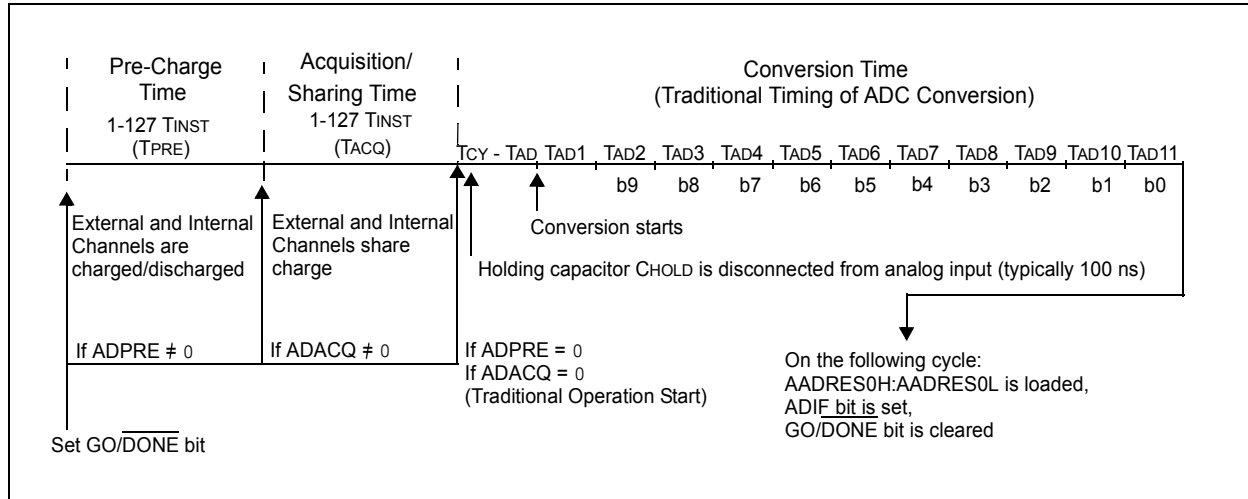 Pre-Charge
Time
1-127 TINST
(TPRE)
Acquisition/
Sharing Time
1-127 TINST
(TACQ)
Conversion Time
(Traditional Timing of ADC Conversion)
TCY - TAD TAD1 TAD2 TAD3 TAD4 TAD5 TAD6 TAD7 TAD8 TAD9 TAD10 TAD11
b9 b8 b7 b6 b5 b4 b3 b2 b1 b0
External and Internal
Channels are
charged/discharged
External and Internal
Channels share
charge
Conversion starts
Holding capacitor CHOLD is disconnected from analog input (typically 100 ns)
If ADPRE ≠ 0
If ADACQ ≠ 0
If ADPRE = 0
If ADACQ = 0
(Traditional Operation Start)
On the following cycle:
AADRES0H:AADRES0L is loaded,
ADIF bit is set,
GO/DONE bit is cleared
Set GO/DONE bit